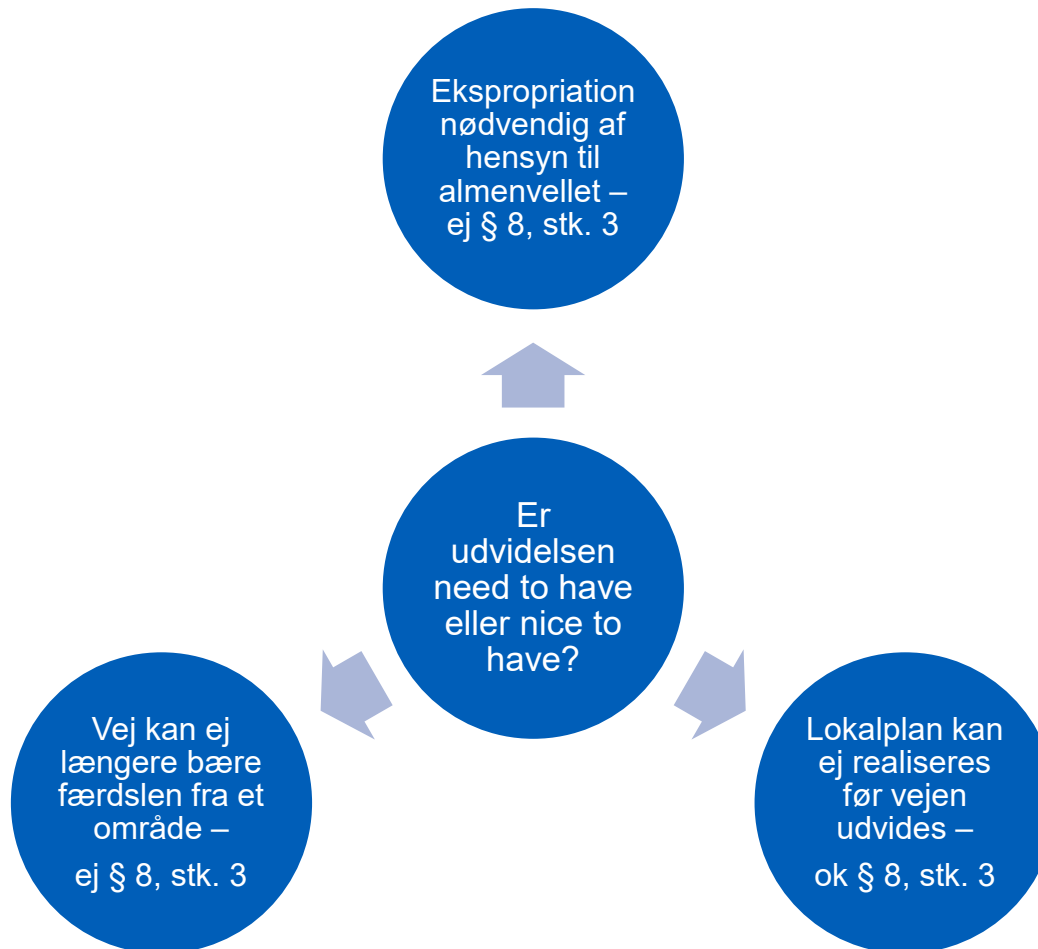 Ekspropriation
nødvendig af
hensyn til
almenvellet –
ej § 8, stk. 3
Er
udvidelsen
need to have
eller nice to
have?
Vej kan ej
længere bære
færdslen fra et
område –
ej § 8, stk. 3
Lokalplan kan
ej realiseres
før vejen
udvides –
ok § 8, stk. 3